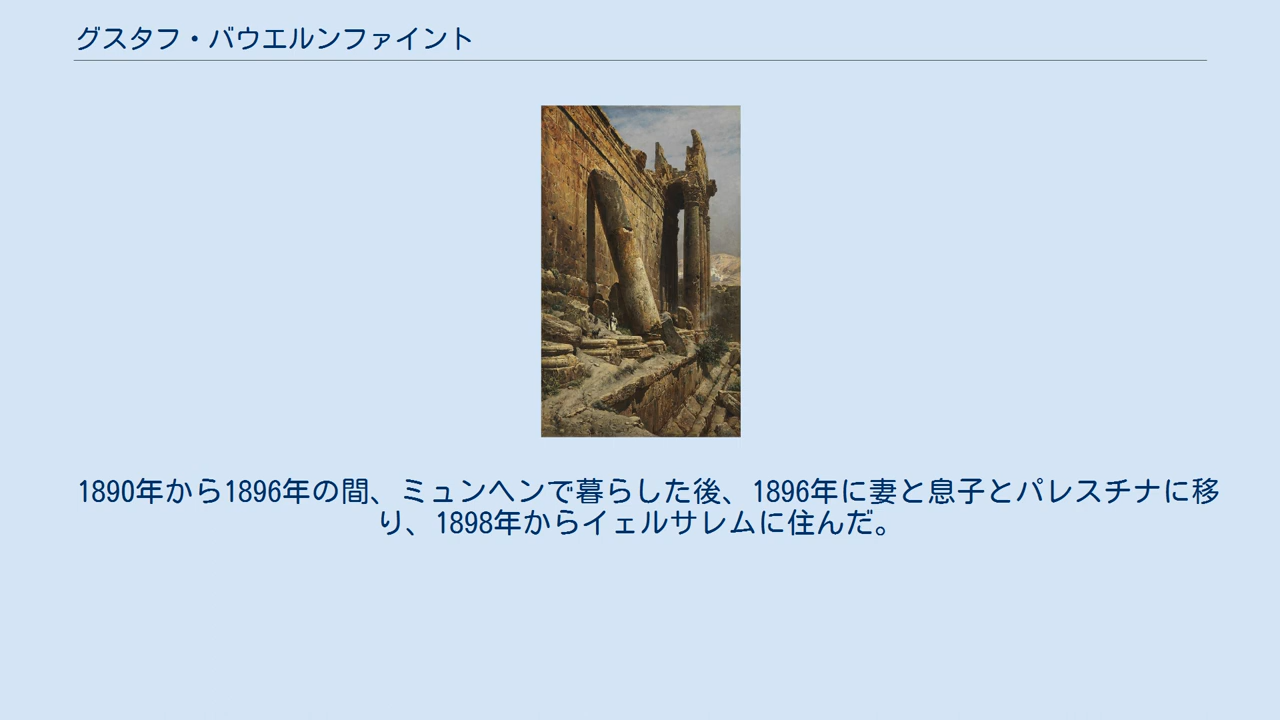 グスタフ・バウエルンファイント
1890年から1896年の間、ミュンヘンで暮らした後、1896年に妻と息子とパレスチナに移
り、1898年からイェルサレムに住んだ。